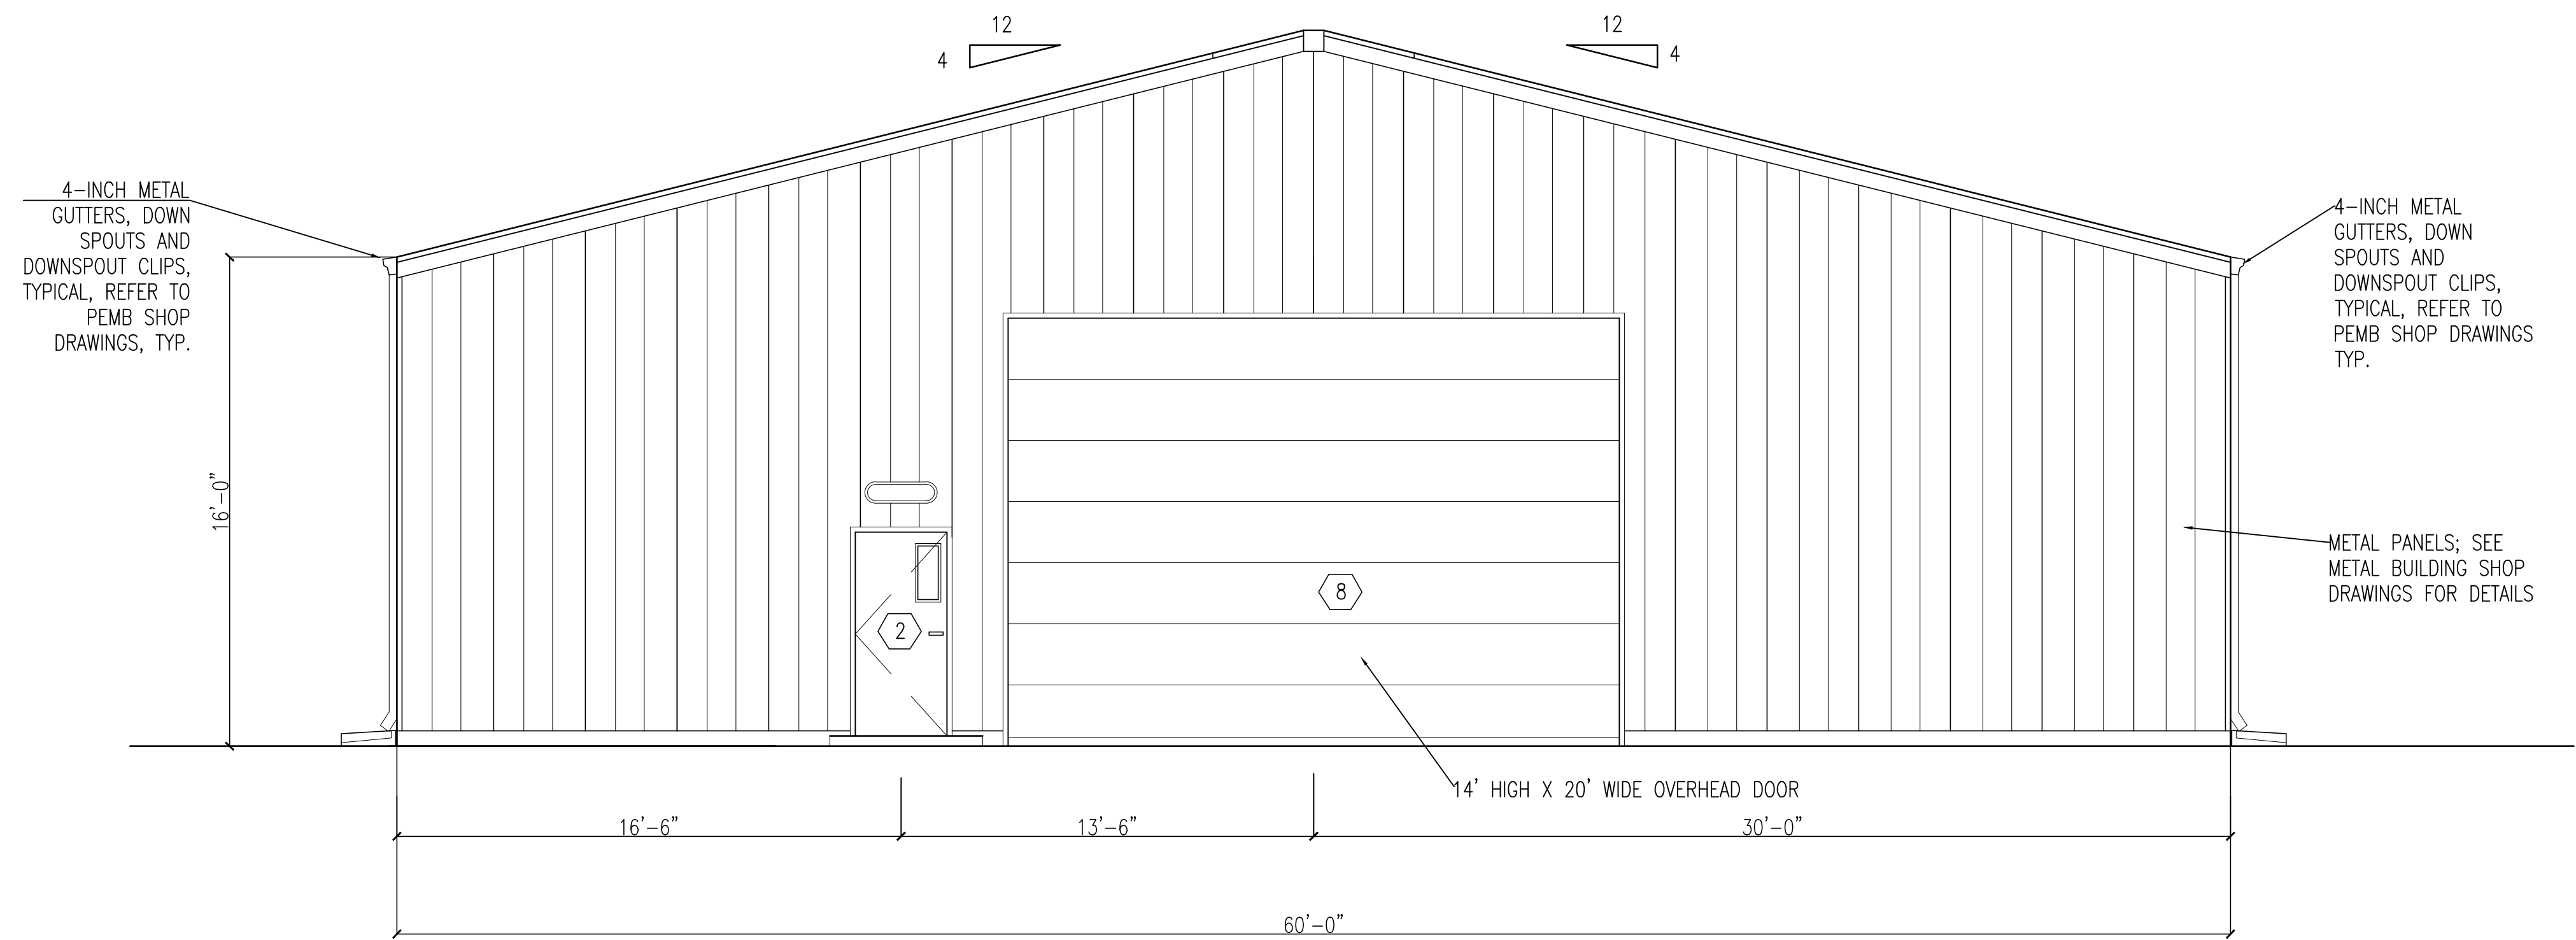 12
4
12
4
4-INCH METAL
GUTTERS, DOWN
SPOUTS AND
DOWNSPOUT CLIPS,
TYPICAL, REFER TO
PEMB SHOP
DRAWINGS, TYP.
4-INCH METAL
GUTTERS, DOWN
SPOUTS AND
DOWNSPOUT CLIPS,
TYPICAL, REFER TO
PEMB SHOP DRAWINGS
TYP.
16'-0"
METAL PANELS; SEE
METAL BUILDING SHOP
DRAWINGS FOR DETAILS
8
2
14' HIGH X 20' WIDE OVERHEAD DOOR
16'-6"
13'-6"
30'-0"
60'-0"